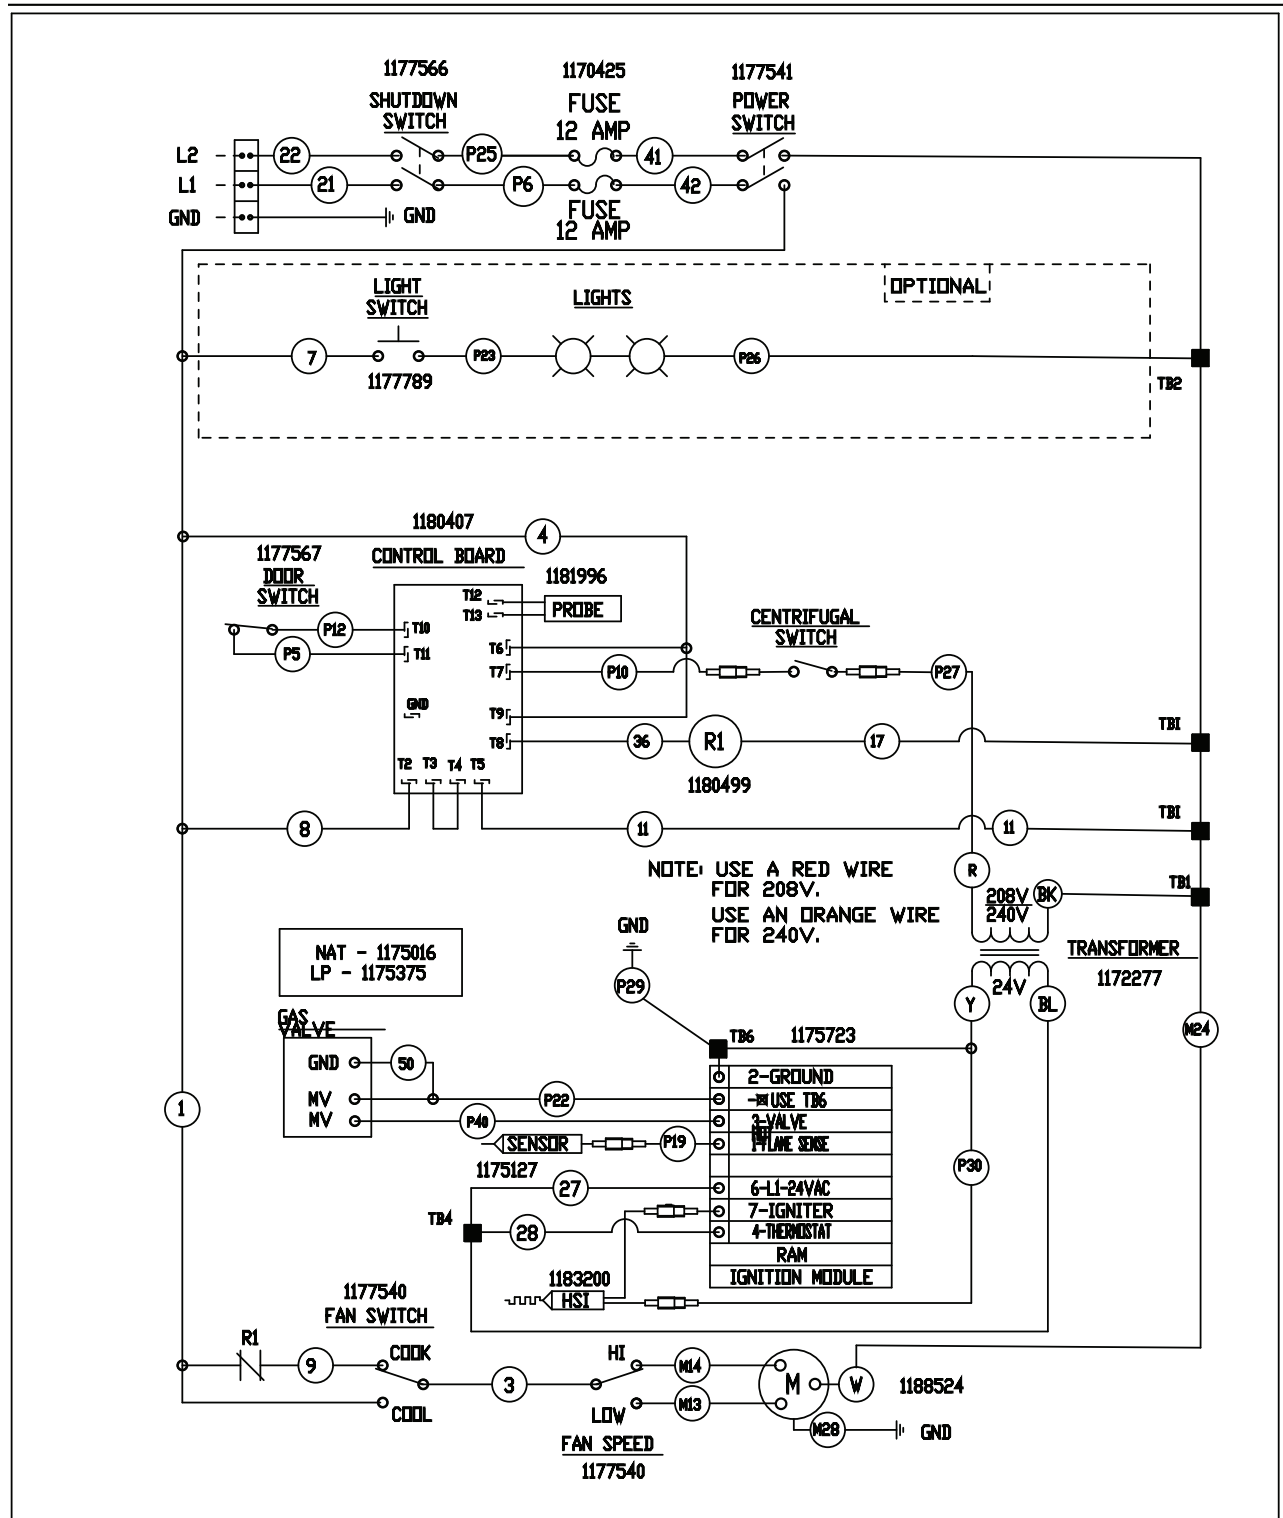 1177566
1170425
1177541
SHUTDOWN
SWITCH
FUSE
12 AMP
POWER
SWITCH
L2
22
P25
41
L1
21
P6
42
GND
GND
FUSE
12 AMP
OPTIONAL
LIGHT
SWITCH
LIGHTS
7
P23
P26
1177789
TB2
1180407
4
1177567
DOOR
SWITCH
CONTROL BOARD
1181996
T12
T13
PROBE
P12
T10
P5
T11
CENTRIFUGAL
SWITCH
T6
T7
P10
P27
GND
T9
T8
36
R1
17
TB1
1180499
T2 T3 T4 T5
8
11
11
TB1
NOTE: USE A RED WIRE
FOR 208V.
USE AN ORANGE WIRE
FOR 240V.
R
208V
240V
BK
TB1
TRANSFORMER
1172277
24V
Y
BL
M24
GND
P29
NAT - 1175016
LP - 1175375
GAS
VALVE
GND
50
MV
P22
MV
P40
TB6
1175723
2-GROUND
USE TB6
3-VALVE
1-FLAME SENSE
SENSOR
P19
1175127
1
P30
27
6-L1-24VAC
7-IGNITER
TB4
28
4-THERMOSTAT
RAM
IGNITION MODULE
1183200
HSI
1177540
FAN SWITCH
R1
9
COOK
3
COOL
HI
M14
LOW
M13
M
W
1188524
M28
GND
FAN SPEED
1177540